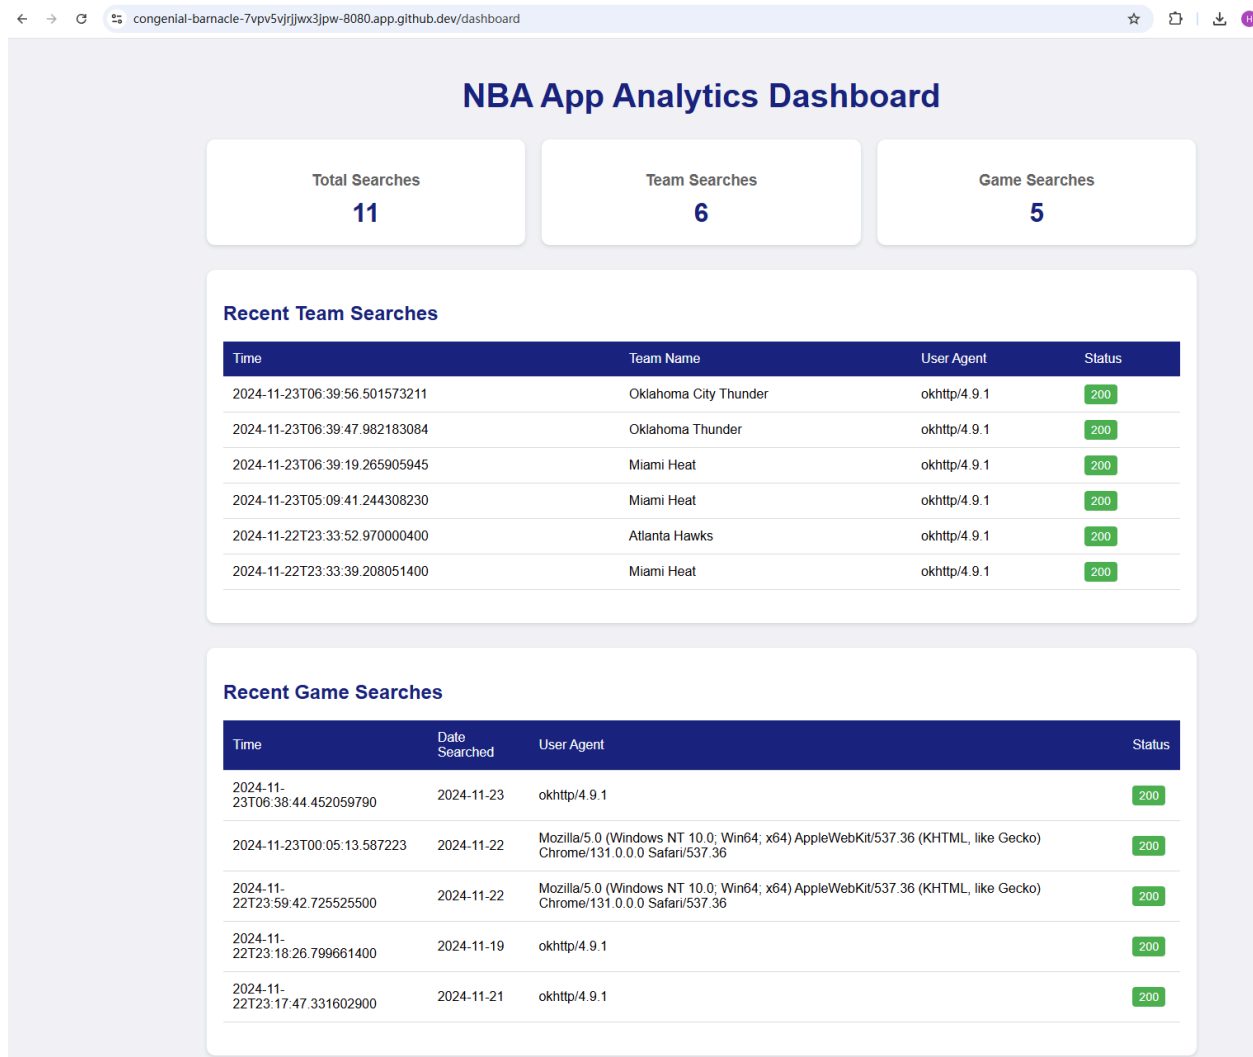 congenial-barnacle-7vpv5vjrjjwx3jpw-8080.app.github.dev/dashboard
H
NBA App Analytics Dashboard
Total Searches
11
Team Searches
6
Game Searches
5
Recent Team Searches
Time Team Name User Agent Status
2024-11-23T06:39:56.501573211 Oklahoma City Thunder okhttp/4.9.1 200
2024-11-23T06:39:47.982183084 Oklahoma Thunder okhttp/4.9.1 200
2024-11-23T06:39:19.265905945 Miami Heat okhttp/4.9.1 200
2024-11-23T05:09:41.244308230 Miami Heat okhttp/4.9.1 200
2024-11-22T23:33:52.970000400 Atlanta Hawks okhttp/4.9.1 200
2024-11-22T23:33:39.208051400 Miami Heat okhttp/4.9.1 200
Recent Game Searches
Time Date
Searched User Agent Status
2024-11-
23T06:38:44.452059790 2024-11-23 okhttp/4.9.1 200
2024-11-23T00:05:13.587223 2024-11-22 Mozilla/5.0 (Windows NT 10.0; Win64; x64) AppleWebKit/537.36 (KHTML, like Gecko)
Chrome/131.0.0.0 Safari/537.36 200
2024-11-
22T23:59:42.725525500 2024-11-22 Mozilla/5.0 (Windows NT 10.0; Win64; x64) AppleWebKit/537.36 (KHTML, like Gecko)
Chrome/131.0.0.0 Safari/537.36 200
2024-11-
22T23:18:26.799661400 2024-11-19 okhttp/4.9.1 200
2024-11-
22T23:17:47.331602900 2024-11-21 okhttp/4.9.1 200